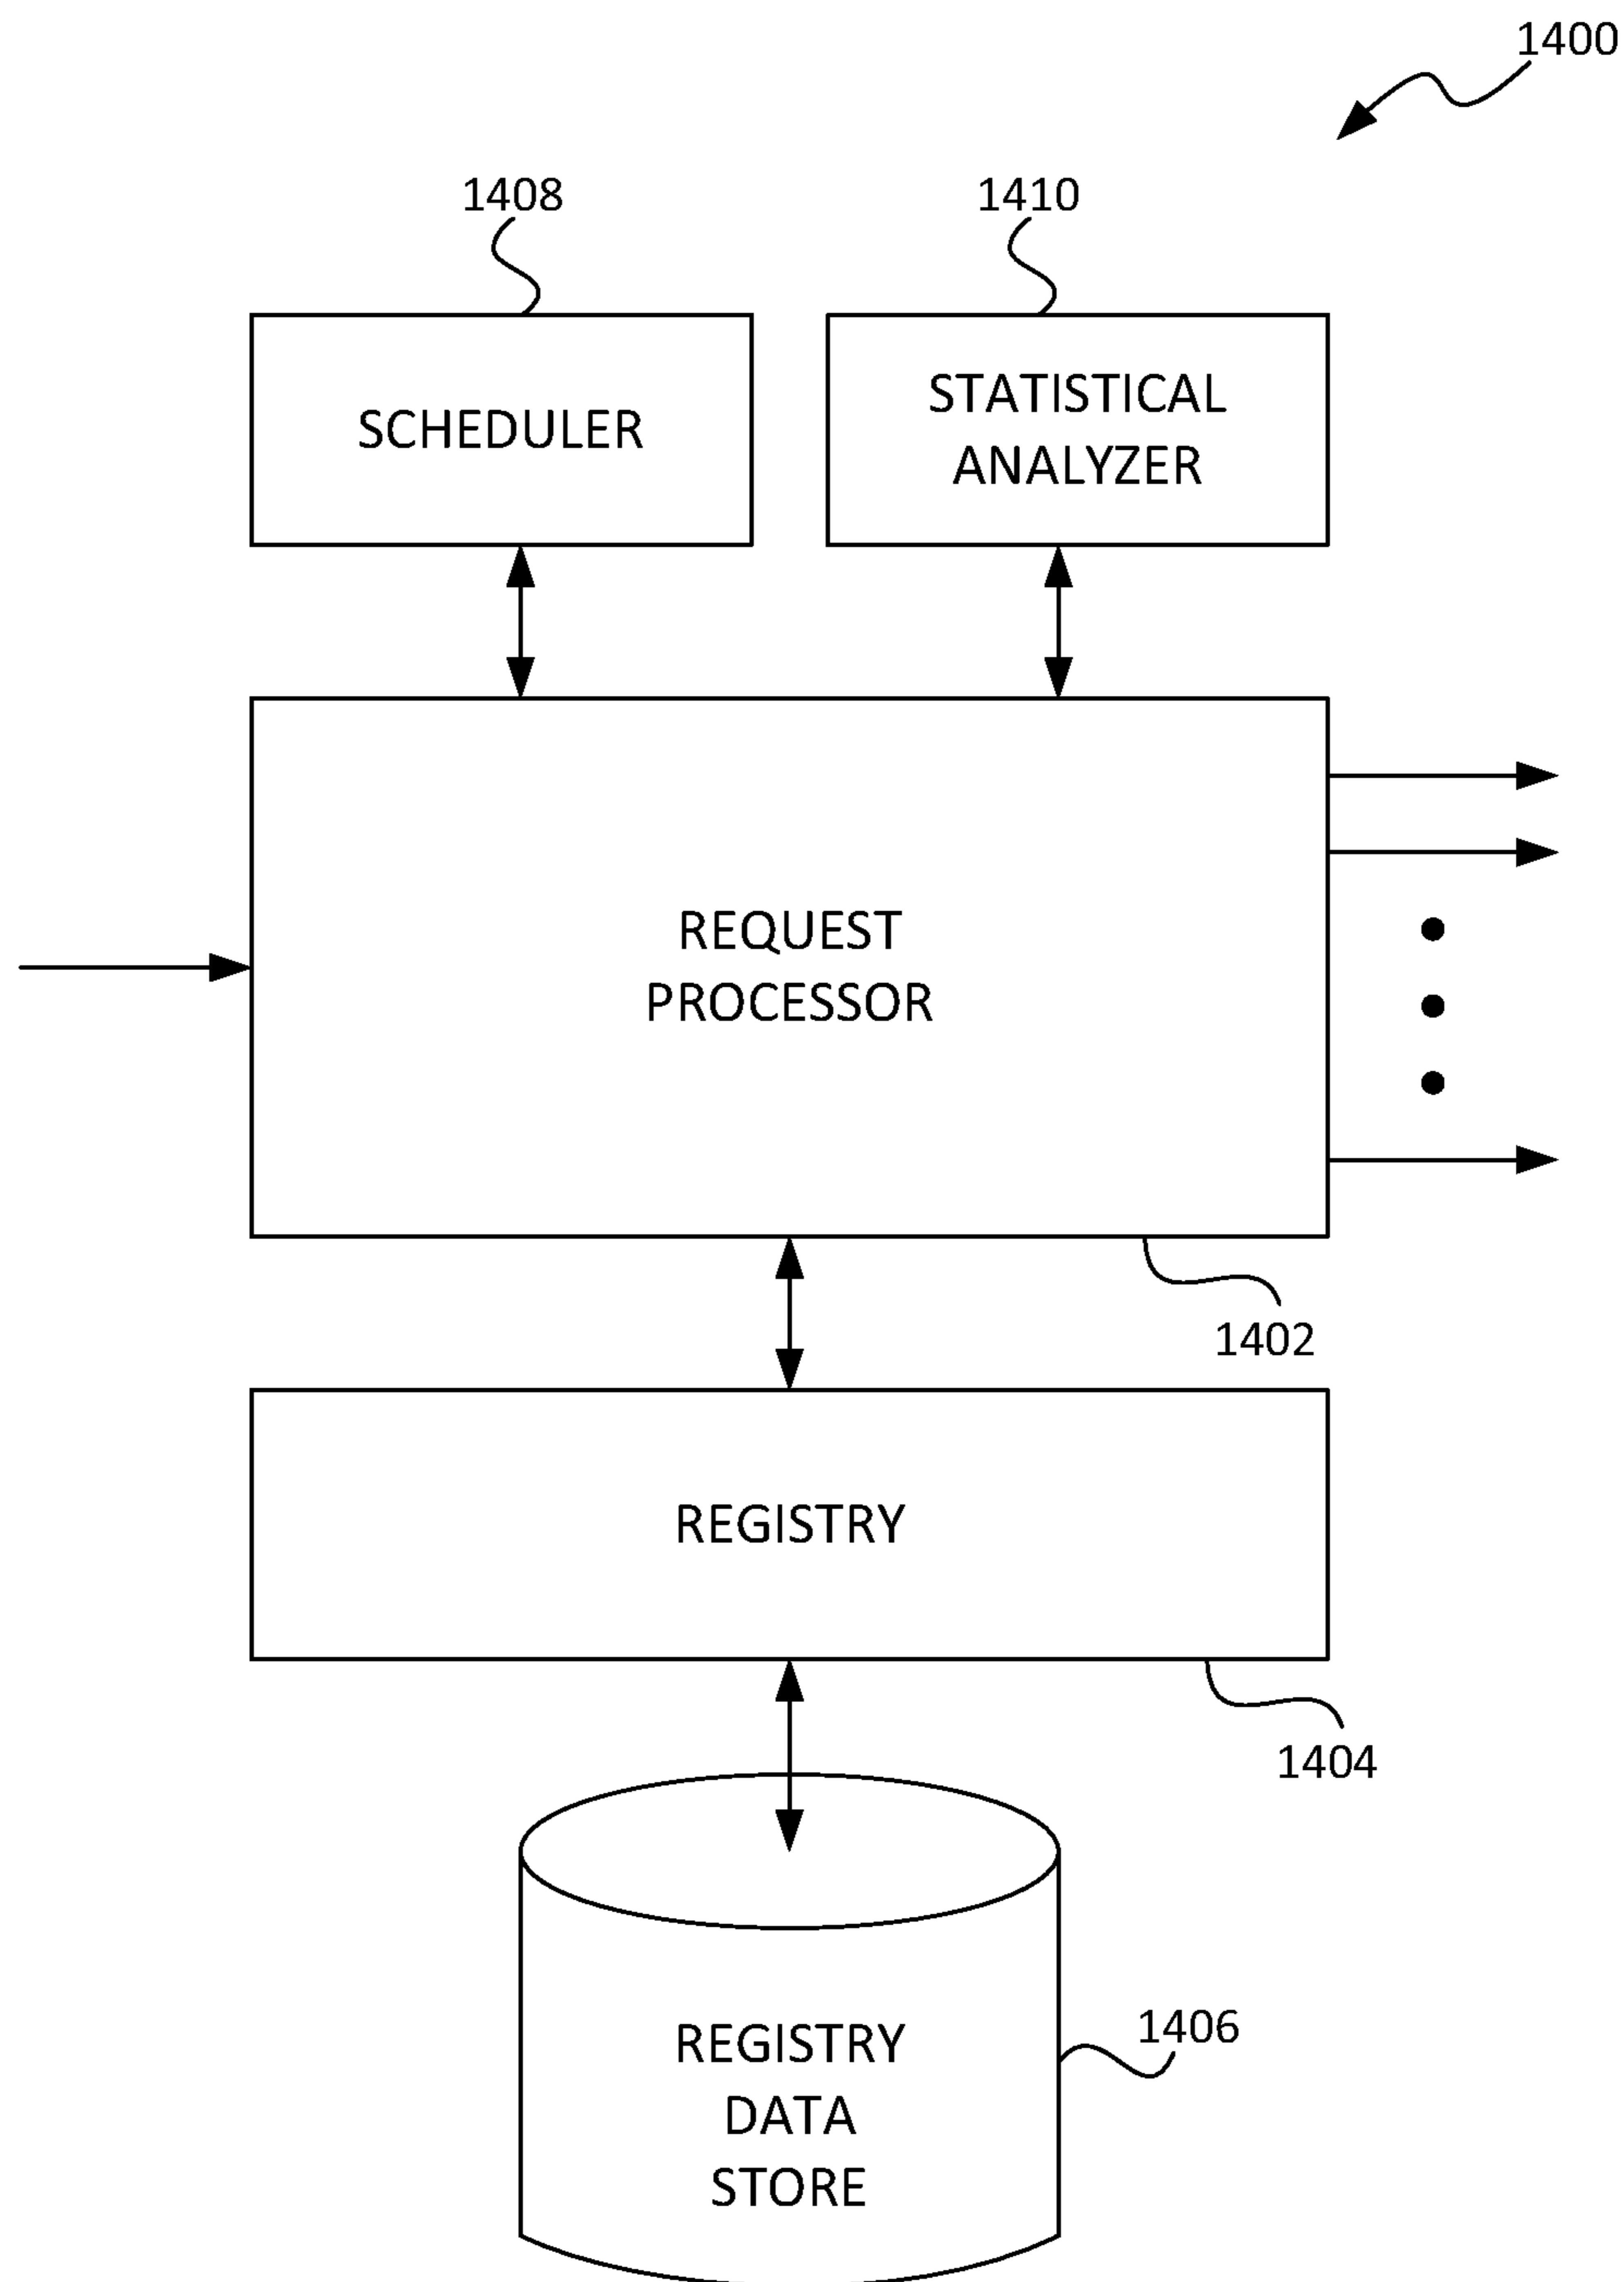 1400
1408
1410
SCHEDULER
STATISTICAL
ANALYZER
REQUEST
PROCESSOR
1402
REGISTRY
1404
1406
REGISTRY
DATA
STORE